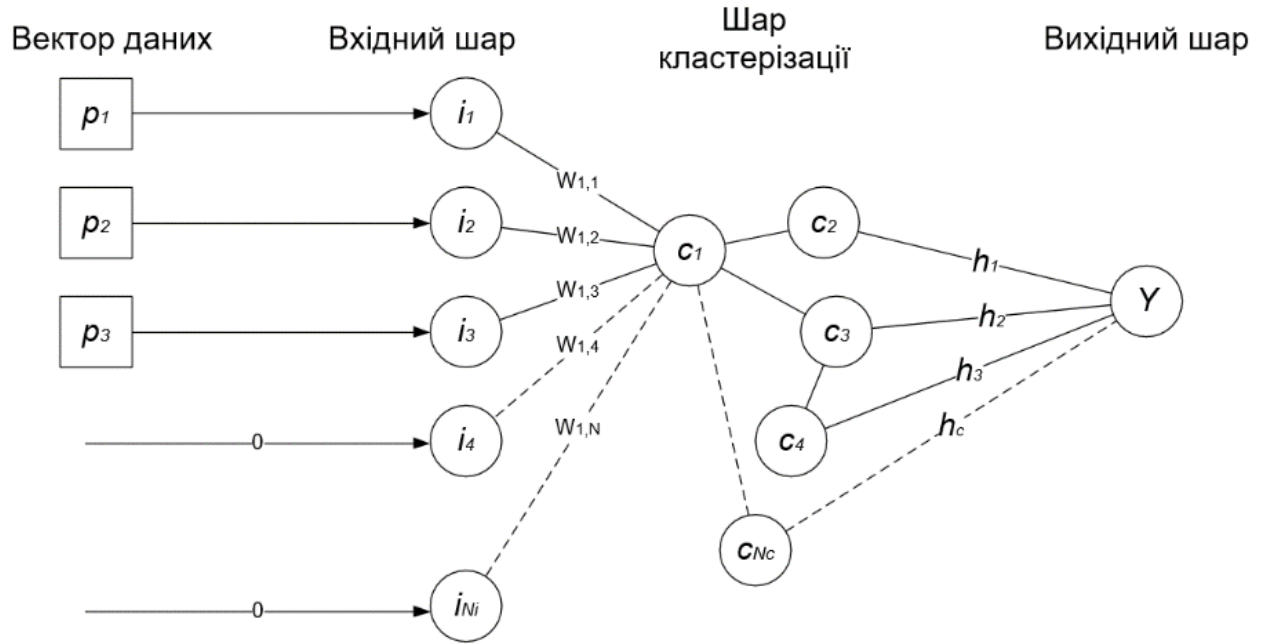 Вектор даних
Вхідний шар
Шар
кластерізації
Вихідний шар
p1
i1
W1,1
p2
i2
W1,2
c1
c2
h1
Y
p3
i3
W1,3
c3
h2
W1,4
h3
0
i4
W1,N
c4
hc
cNc
0
iNi